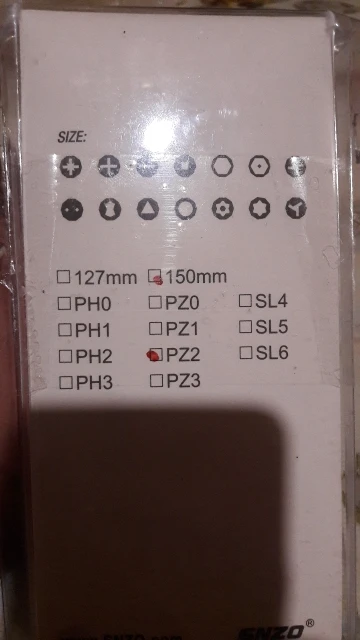 SIZE:
☐ 127mm ☐ 150mm
☐ PH0 ☐ PZ0 ☐ SL4
☐ PH1 ☐ PZ1 ☐ SL5
☐ PH2 ☐ PZ2 ☐ SL6
☐ PH3 ☐ PZ3
ENZO®